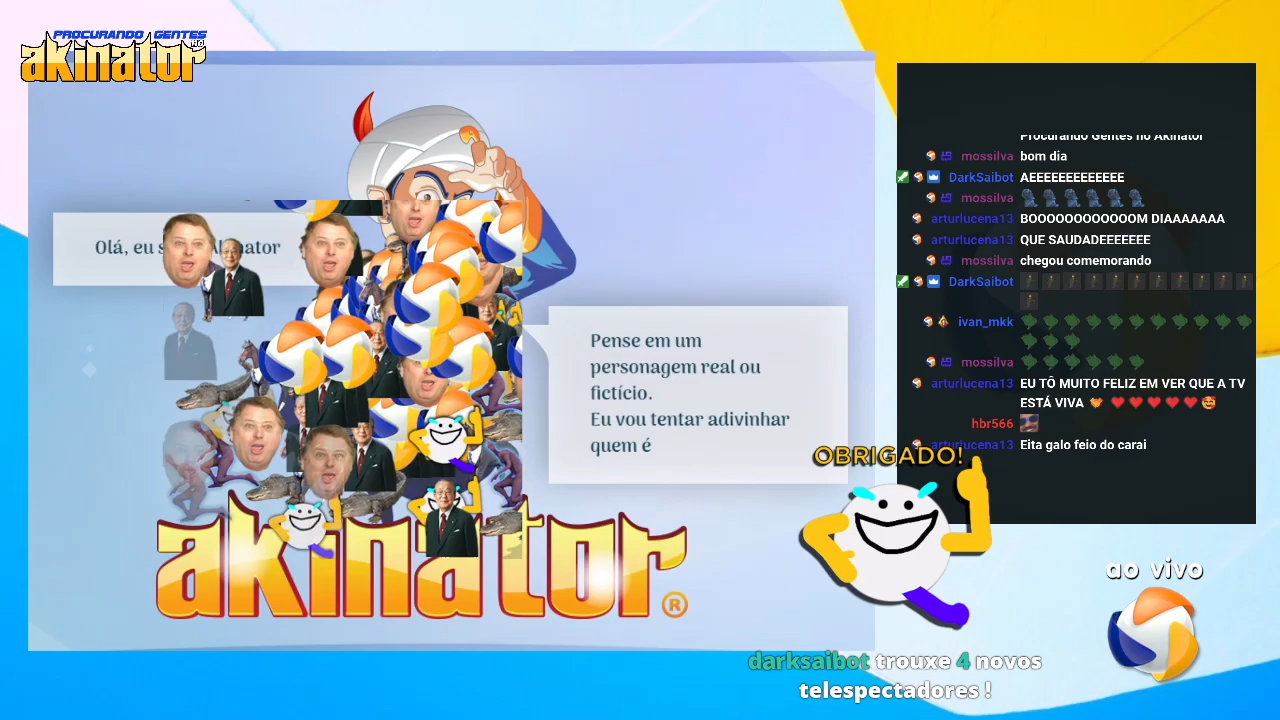 PROCURANDO GENTES
NO
akinator
Olá, eu s Akinator
Pense em um
personagem real ou
fictício.
Eu vou tentar adivinhar
quem é
akinator®
Procurando Gentes no Akinator
mossilva bom dia
DarkSaibot AEEEEEEEEEEEEE
mossilva
arturlucena13 BOOOOOOOOOOOOM DIAAAAAAA
arturlucena13 QUE SAUDADEEEEEEE
mossilva chegou comemorando
DarkSaibot
ivan_mkk
mossilva
arturlucena13 EU TÔ MUITO FELIZ EM VER QUE A TV
ESTÁ VIVA
hbr566
arturlucena13 Eita galo feio do carai
OBRIGADO!
ao vivo
darksaibot trouxe 4 novos
telespectadores !